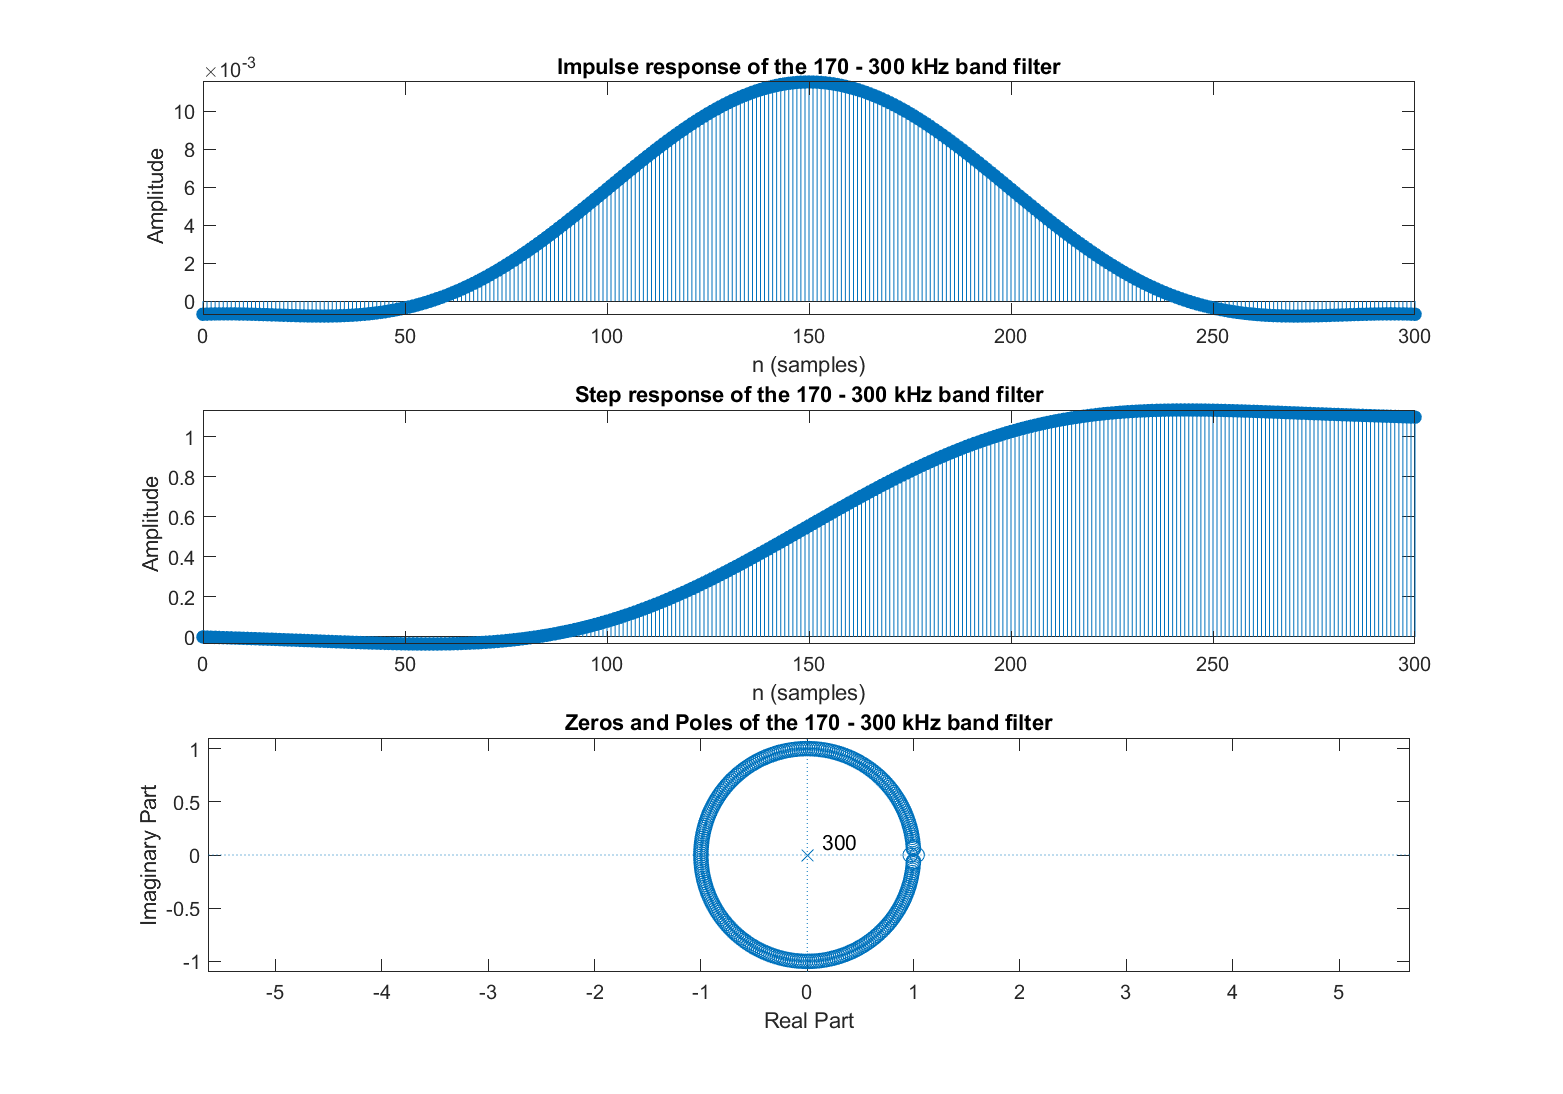 Impulse response of the 170 - 300 kHz band filter
×10-3
10
8
6
4
2
0
Amplitude
0 50 100 150 200 250 300
n (samples)
Step response of the 170 - 300 kHz band filter
1
0.8
0.6
0.4
0.2
0
Amplitude
0 50 100 150 200 250 300
n (samples)
Zeros and Poles of the 170 - 300 kHz band filter
1
0.5
0
-0.5
-1
Imaginary Part
300
-5 -4 -3 -2 -1 0 1 2 3 4 5
Real Part